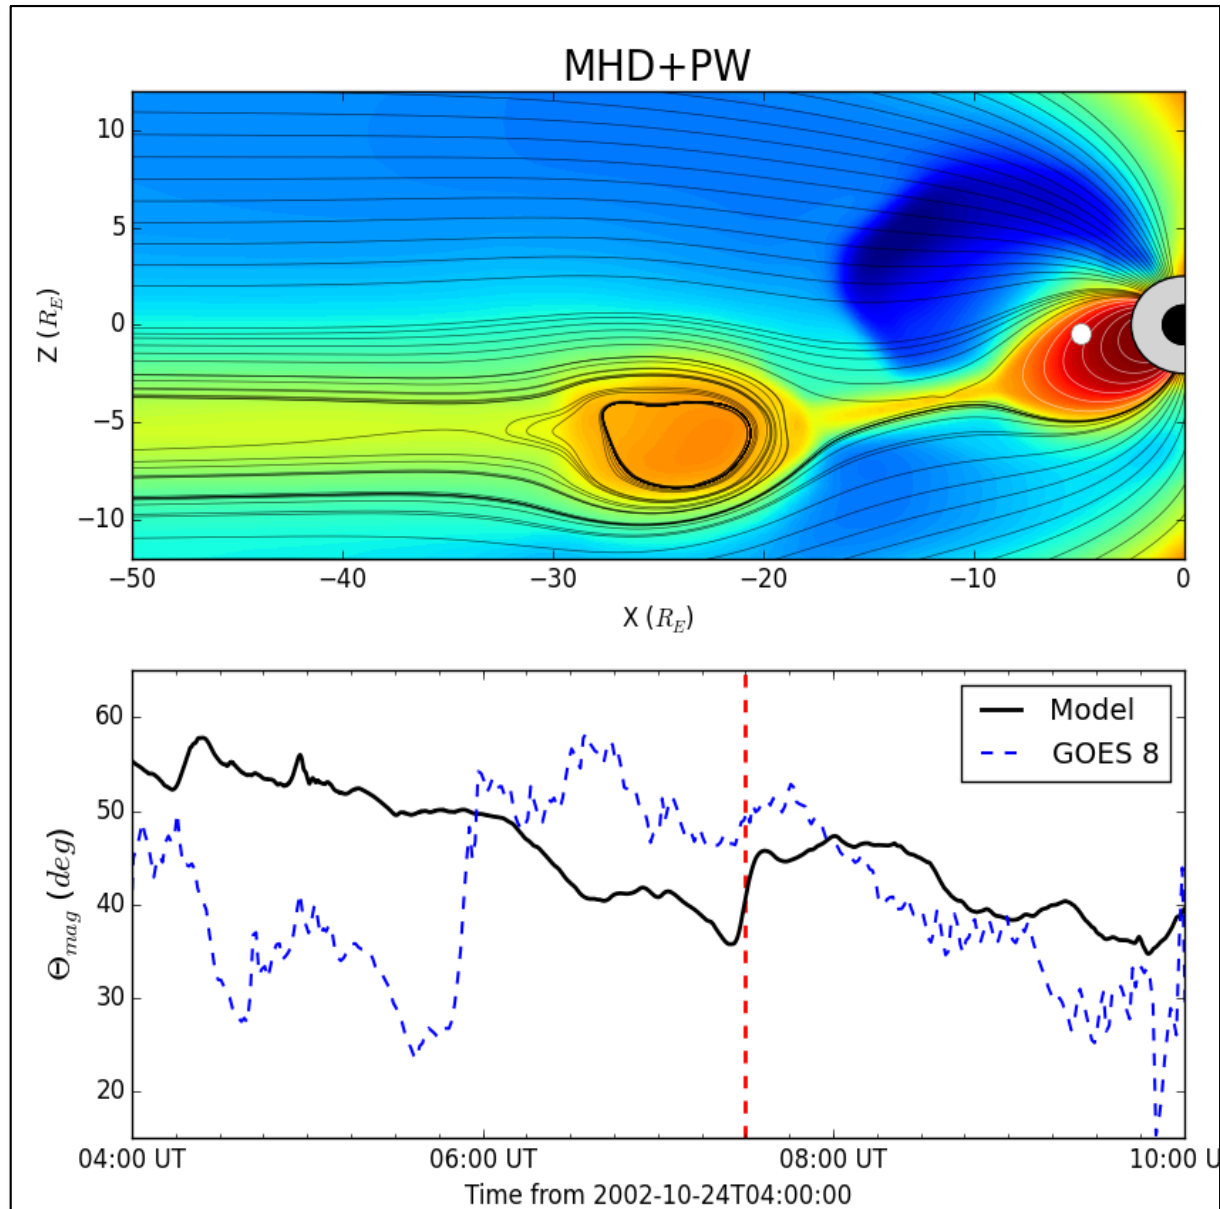 MHD+PW
10
5
0
−5
−10
Z (R_E)
−50 −40 −30 −20 −10 0
X (R_E)
60
50
40
30
20
Θ_mag (deg)
Model
GOES 8
04:00 UT 06:00 UT 08:00 UT 10:00 U
Time from 2002-10-24T04:00:00